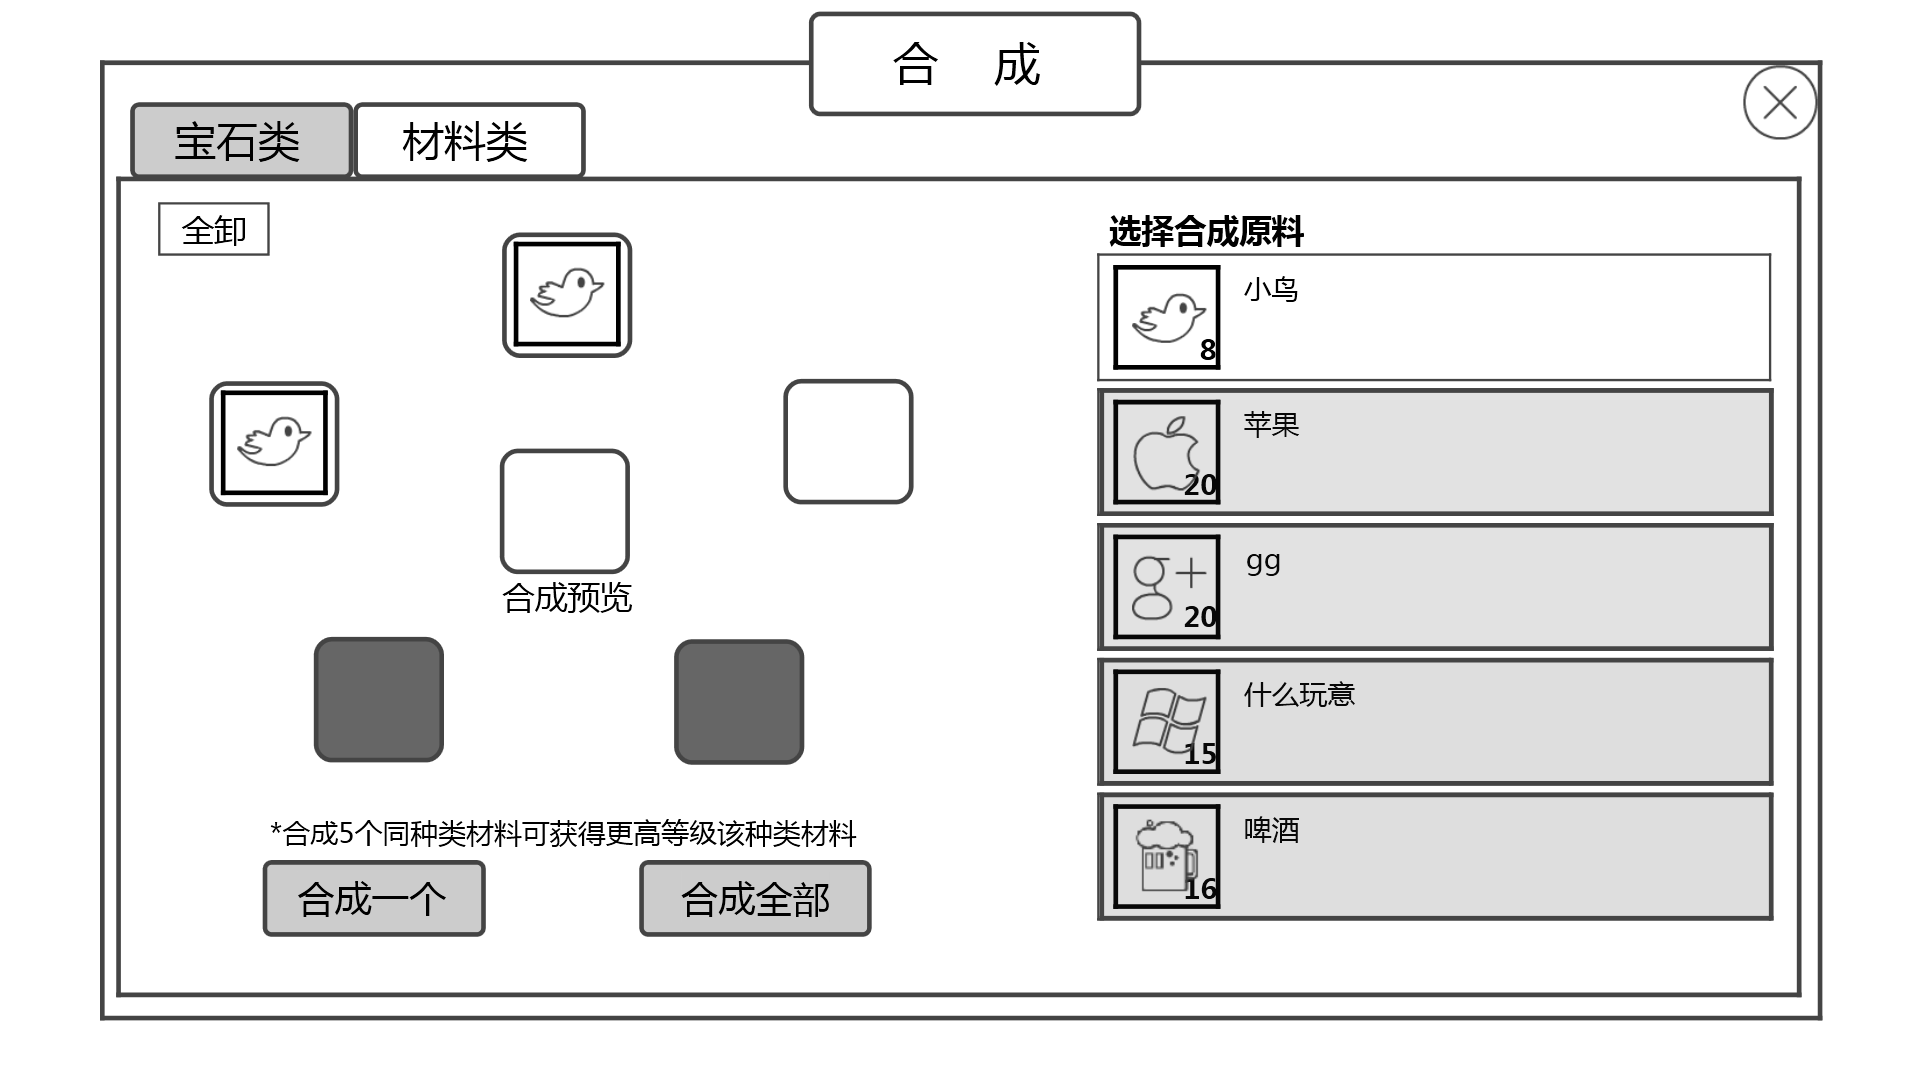 合 成
宝石类
材料类
全卸
合成预览
*合成5个同种类材料可获得更高等级该种类材料
合成一个
合成全部
选择合成原料
小鸟
8
苹果
20
gg
g+
20
什么玩意
15
啤酒
16